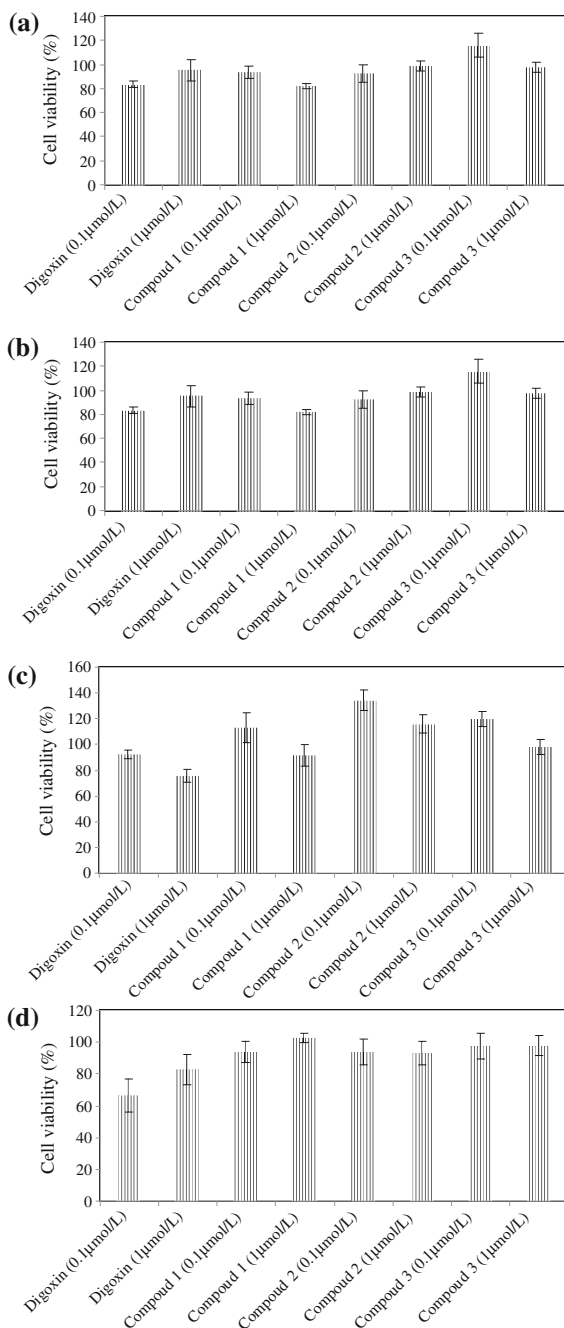 (a)
Cell viability (%)
140
120
100
80
60
40
20
0
Digoxin (0.1µmol/L)
Digoxin (1µmol/L)
Compoud 1 (0.1µmol/L)
Compoud 1 (1µmol/L)
Compoud 2 (0.1µmol/L)
Compoud 2 (1µmol/L)
Compoud 3 (0.1µmol/L)
Compoud 3 (1µmol/L)
(b)
Cell viability (%)
140
120
100
80
60
40
20
0
Digoxin (0.1µmol/L)
Digoxin (1µmol/L)
Compoud 1 (0.1µmol/L)
Compoud 1 (1µmol/L)
Compoud 2 (0.1µmol/L)
Compoud 2 (1µmol/L)
Compoud 3 (0.1µmol/L)
Compoud 3 (1µmol/L)
(c)
Cell viability (%)
160
140
120
100
80
60
40
20
0
Digoxin (0.1µmol/L)
Digoxin (1µmol/L)
Compoud 1 (0.1µmol/L)
Compoud 1 (1µmol/L)
Compoud 2 (0.1µmol/L)
Compoud 2 (1µmol/L)
Compoud 3 (0.1µmol/L)
Compoud 3 (1µmol/L)
(d)
Cell viability (%)
120
100
80
60
40
20
0
Digoxin (0.1µmol/L)
Digoxin (1µmol/L)
Compoud 1 (0.1µmol/L)
Compoud 1 (1µmol/L)
Compoud 2 (0.1µmol/L)
Compoud 2 (1µmol/L)
Compoud 3 (0.1µmol/L)
Compoud 3 (1µmol/L)